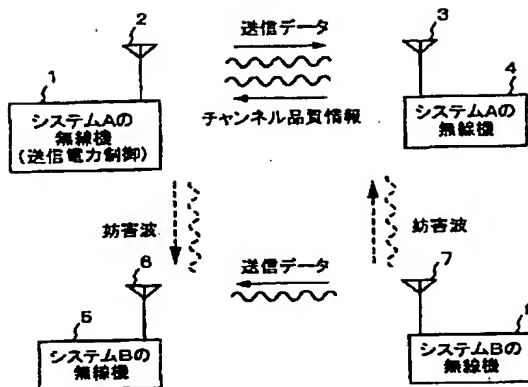 2
送信データ
3
1
4
システムAの
無線機
(送信電力制御)
チャンネル品質情報
システムAの
無線機
妨害波
妨害波
6
送信データ
7
5
システムBの
無線機
システムBの
無線機